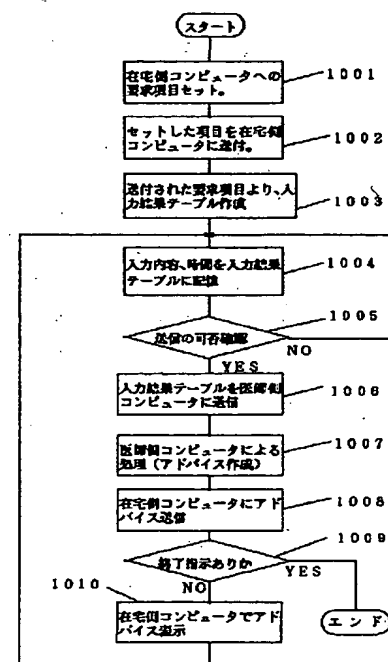 スタート
在宅側コンピュータへの
要求項目セット。
1001
セットした項目を在宅側
コンピュータに送付。
1002
送付された要求項目より、入
力結果テーブル作成
1003
入力内容、時間を入力結果
テーブルに記憶
1004
送信の可否確認
1005
NO
YES
入力結果テーブルを医師側
コンピュータに送信
1006
医師側コンピュータによる
処理(アドバイス作成)
1007
在宅側コンピュータにアド
バイス送信
1008
終了指示ありか
1009
YES
NO
1010
在宅側コンピュータでアド
バイス表示
エンド